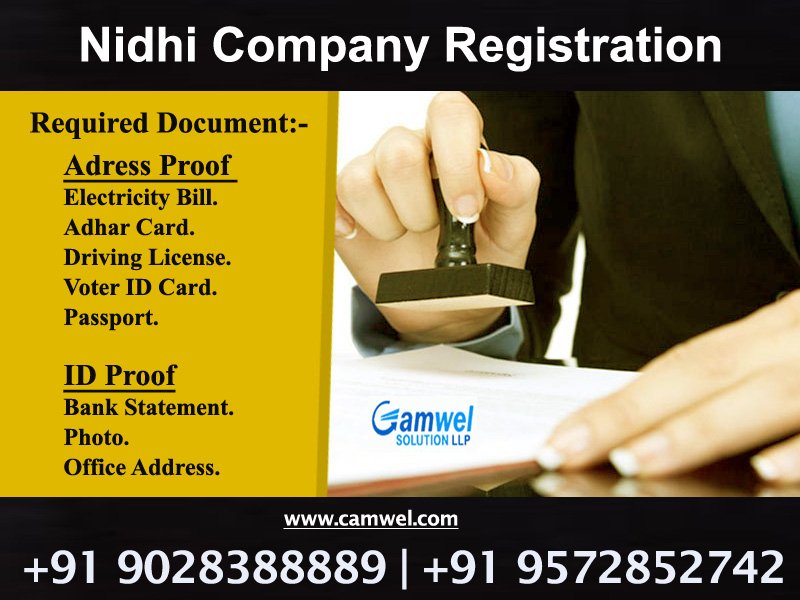 Nidhi Company Registration
Required Document:-
Adress Proof
Electricity Bill.
Adhar Card.
Driving License.
Voter ID Card.
Passport.
ID Proof
Bank Statement.
Photo.
Office Address.
Camwel
SOLUTION LLP
www.camwel.com
+91 9028388889 | +91 9572852742